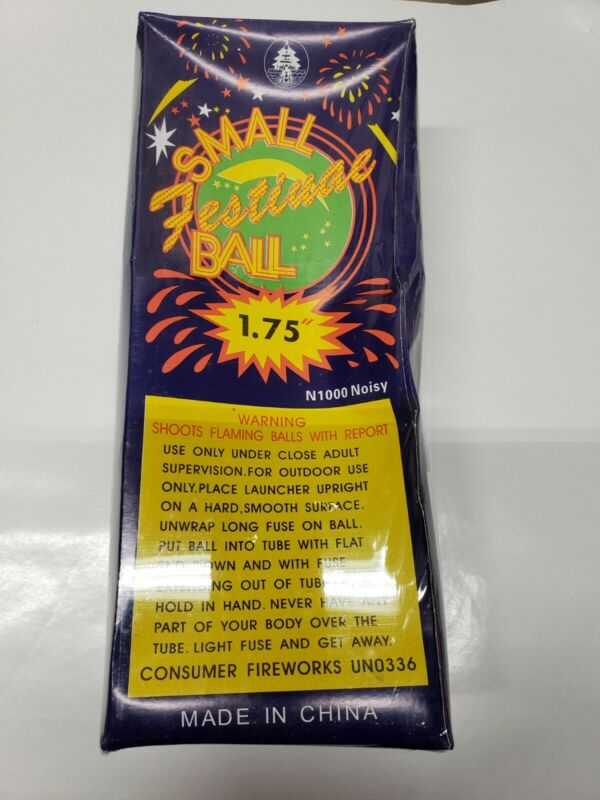 SMALL
Festival
BALL
1.75"
N1000 Noisy
WARNING
SHOOTS FLAMING BALLS WITH REPORT
USE ONLY UNDER CLOSE ADULT
SUPERVISION.FOR OUTDOOR USE
ONLY.PLACE LAUNCHER UPRIGHT
ON A HARD,SMOOTH SURFACE.
UNWRAP LONG FUSE ON BALL.
PUT BALL INTO TUBE WITH FLAT
END DOWN AND WITH FUSE
EXTENDING OUT OF TUBE.
HOLD IN HAND. NEVER HAVE ANY
PART OF YOUR BODY OVER THE
TUBE. LIGHT FUSE AND GET AWAY.
CONSUMER FIREWORKS UN0336
MADE IN CHINA